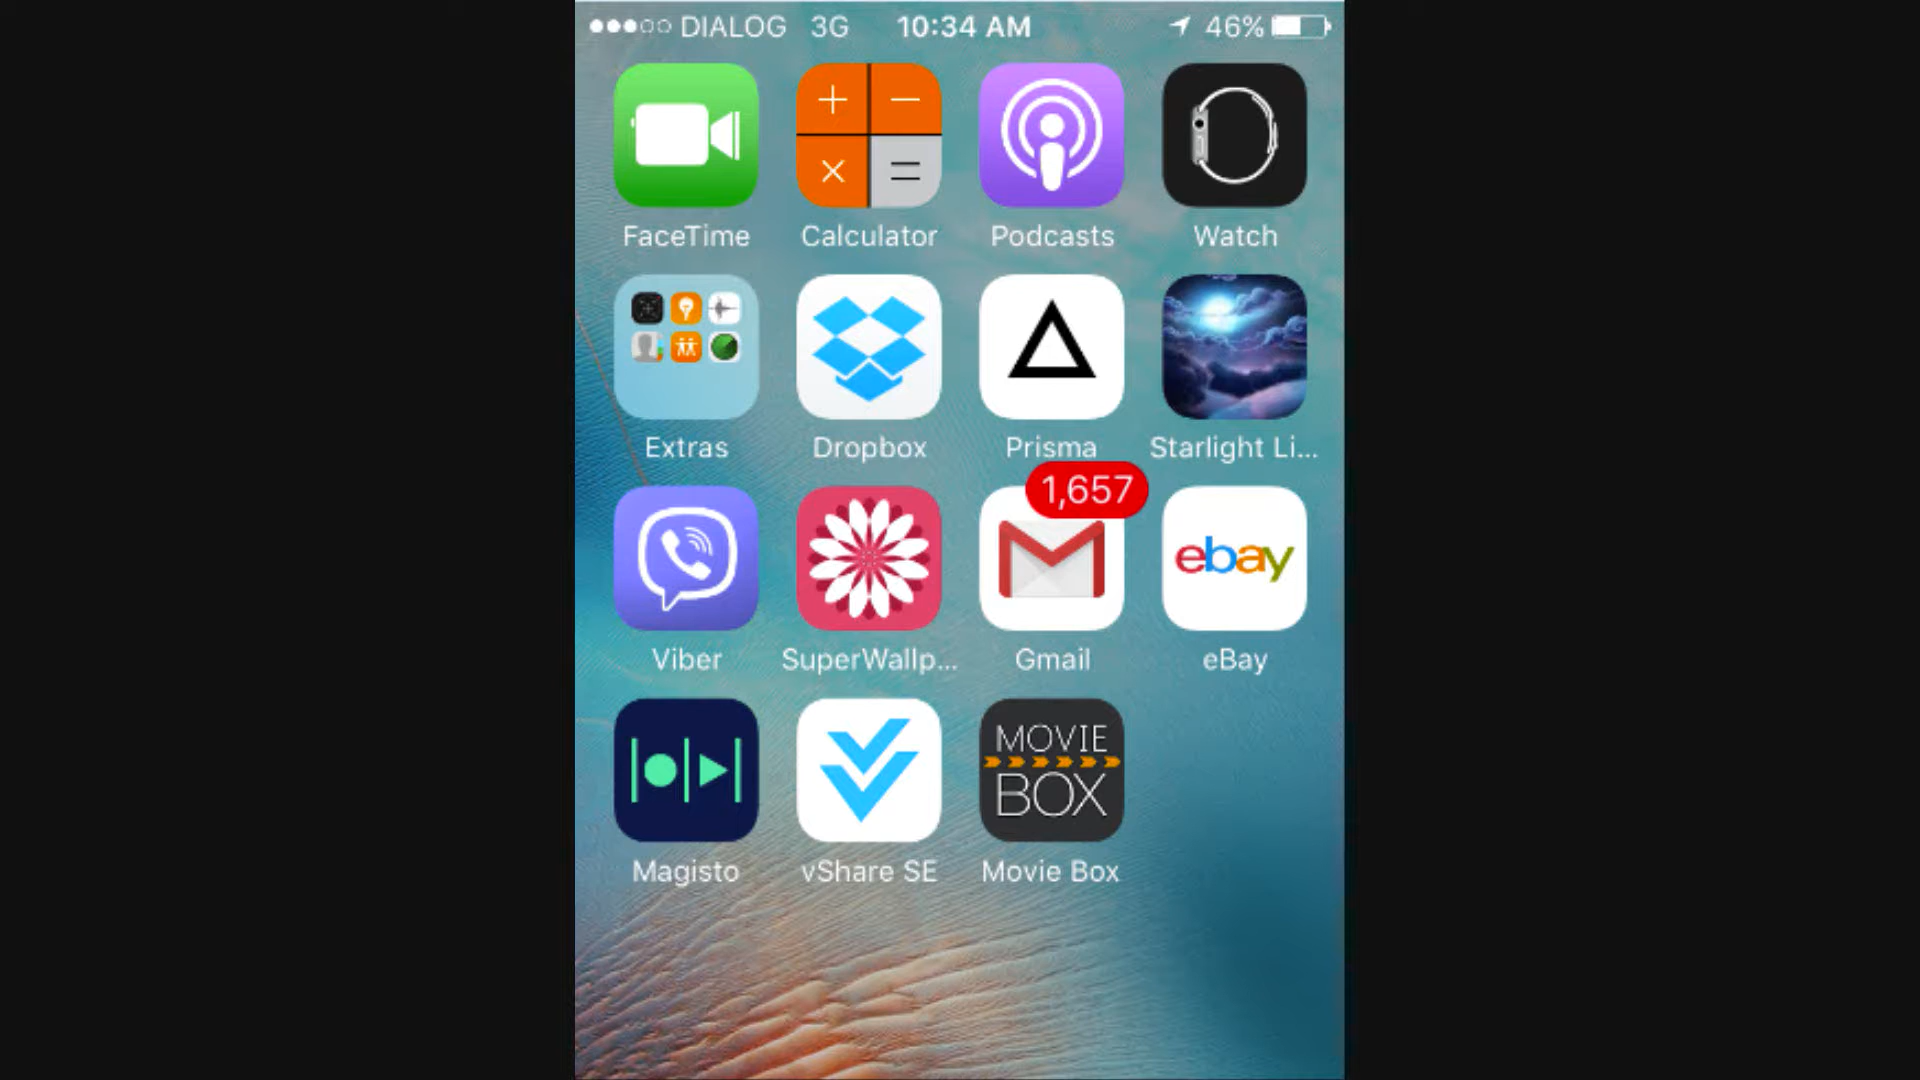 DIALOG 3G 10:34 AM 46%
FaceTime Calculator Podcasts Watch
Extras Dropbox Prisma Starlight Li...
1,657
ebay
Viber SuperWallp... Gmail eBay
MOVIE
BOX
Magisto vShare SE Movie Box